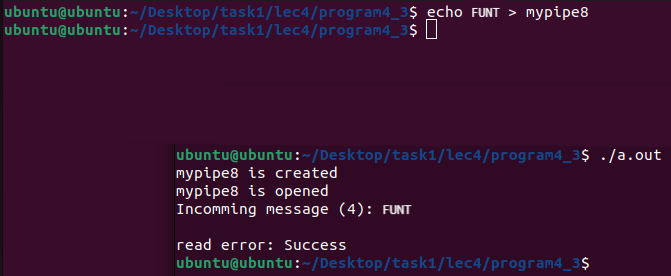 ubuntu@ubuntu:~/Desktop/task1/lec4/program4_3$ echo FUNT > mypipe8
ubuntu@ubuntu:~/Desktop/task1/lec4/program4_3$
ubuntu@ubuntu:~/Desktop/task1/lec4/program4_3$ ./a.out
mypipe8 is created
mypipe8 is opened
Incomming message (4): FUNT
read error: Success
ubuntu@ubuntu:~/Desktop/task1/lec4/program4_3$